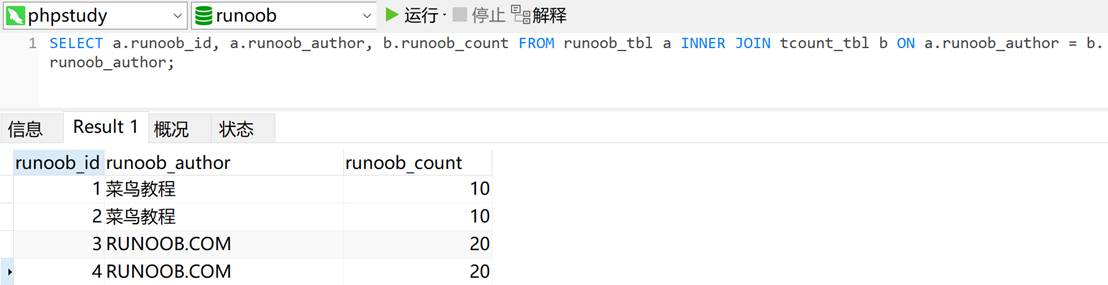 phpstudy runoob 运行 · 停止 解释
1 SELECT a.runoob_id, a.runoob_author, b.runoob_count FROM runoob_tbl a INNER JOIN tcount_tbl b ON a.runoob_author = b.
runoob_author;
信息 Result 1 概况 状态
runoob_id runoob_author runoob_count
1 菜鸟教程 10
2 菜鸟教程 10
3 RUNOOB.COM 20
4 RUNOOB.COM 20